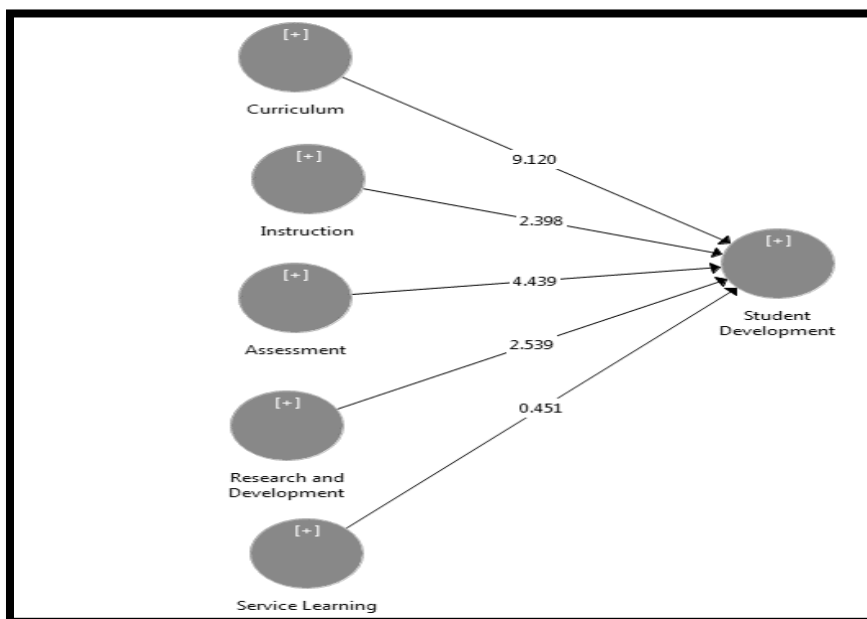 [+]
Curriculum
9.120
[+]
Instruction
2.398
[+]
Student
Development
[+]
Assessment
4.439
2.539
[+]
Research and
Development
0.451
[+]
Service Learning